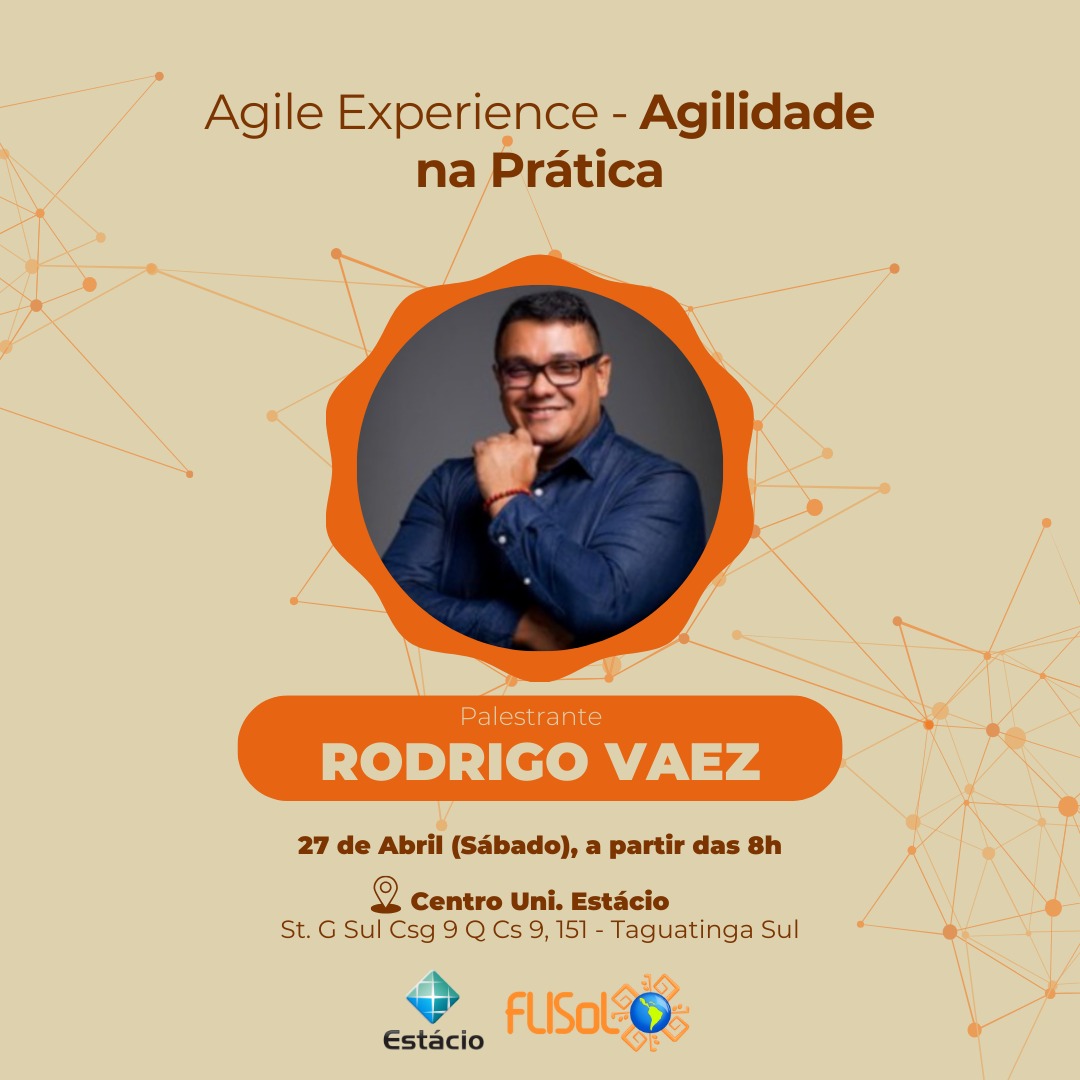 Agile Experience - Agilidade
na Prática
Palestrante
RODRIGO VAEZ
27 de Abril (Sábado), a partir das 8h
Centro Uni. Estácio
St. G Sul Csg 9 Q Cs 9, 151 - Taguatinga Sul
Estácio
FLISol